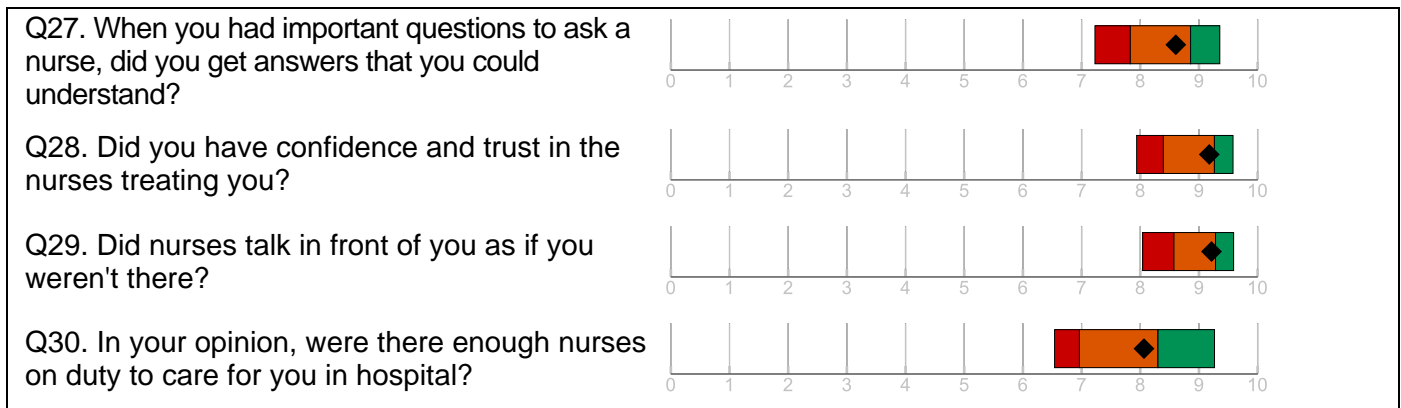 Q27. When you had important questions to ask a
nurse, did you get answers that you could
understand?
0 1 2 3 4 5 6 7 8 9 10
Q28. Did you have confidence and trust in the
nurses treating you?
0 1 2 3 4 5 6 7 8 9 10
Q29. Did nurses talk in front of you as if you
weren't there?
0 1 2 3 4 5 6 7 8 9 10
Q30. In your opinion, were there enough nurses
on duty to care for you in hospital?
0 1 2 3 4 5 6 7 8 9 10